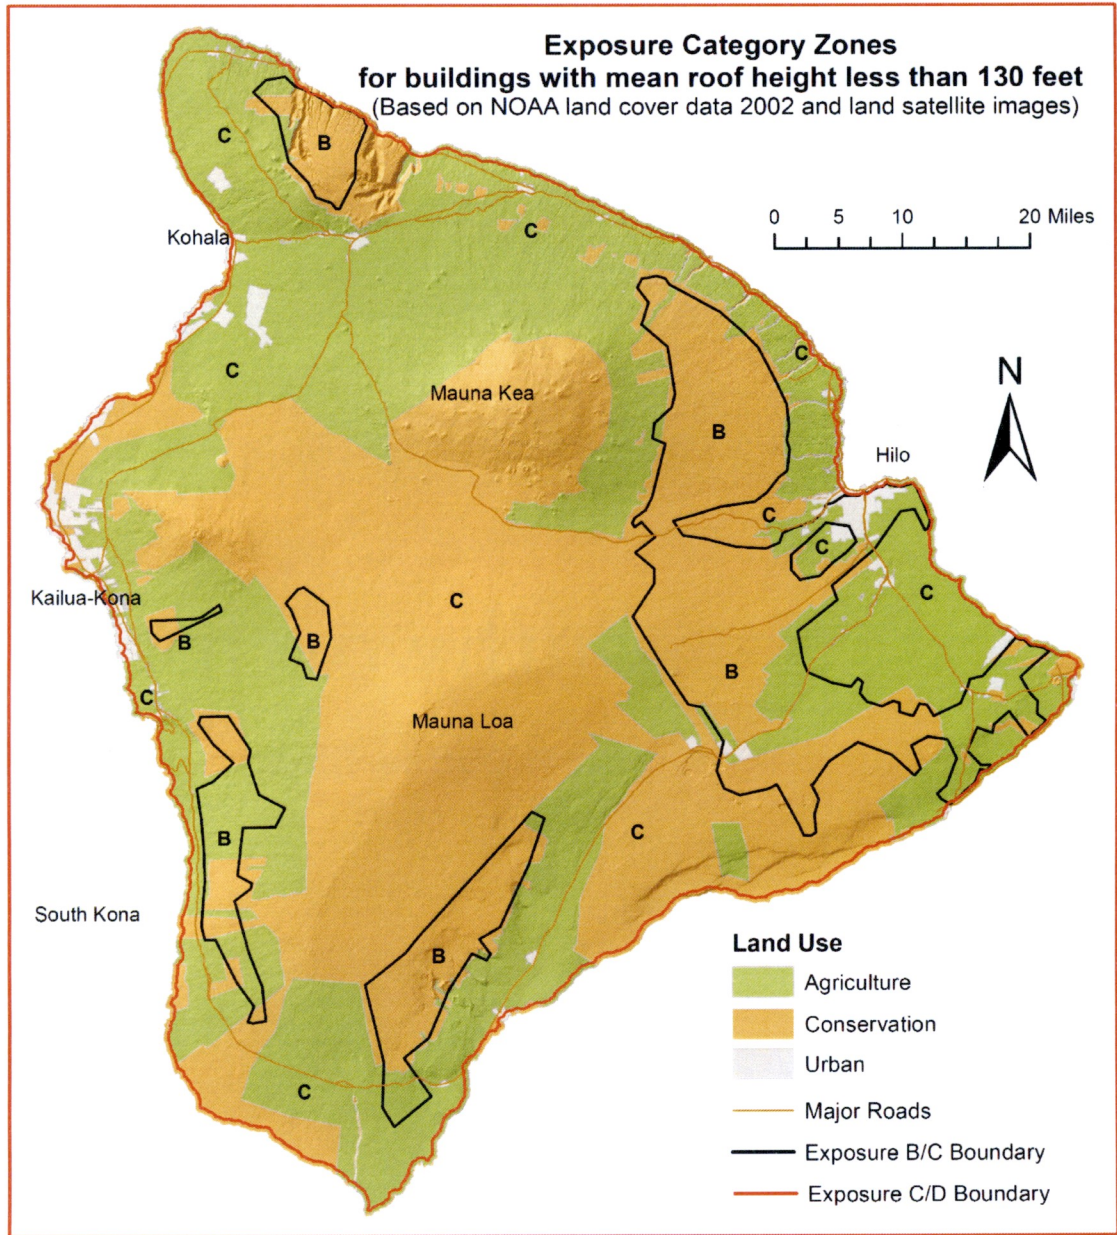 Exposure Category Zones
for buildings with mean roof height less than 130 feet
(Based on NOAA land cover data 2002 and land satellite images)
C
B
0 5 10 20 Miles
Kohala
C
C
C
N
Mauna Kea
B
Hilo
C
C
Kailua-Kona
C
C
B
B
B
C
Mauna Loa
B
C
South Kona
B
C
Land Use
Agriculture
Conservation
Urban
Major Roads
Exposure B/C Boundary
Exposure C/D Boundary